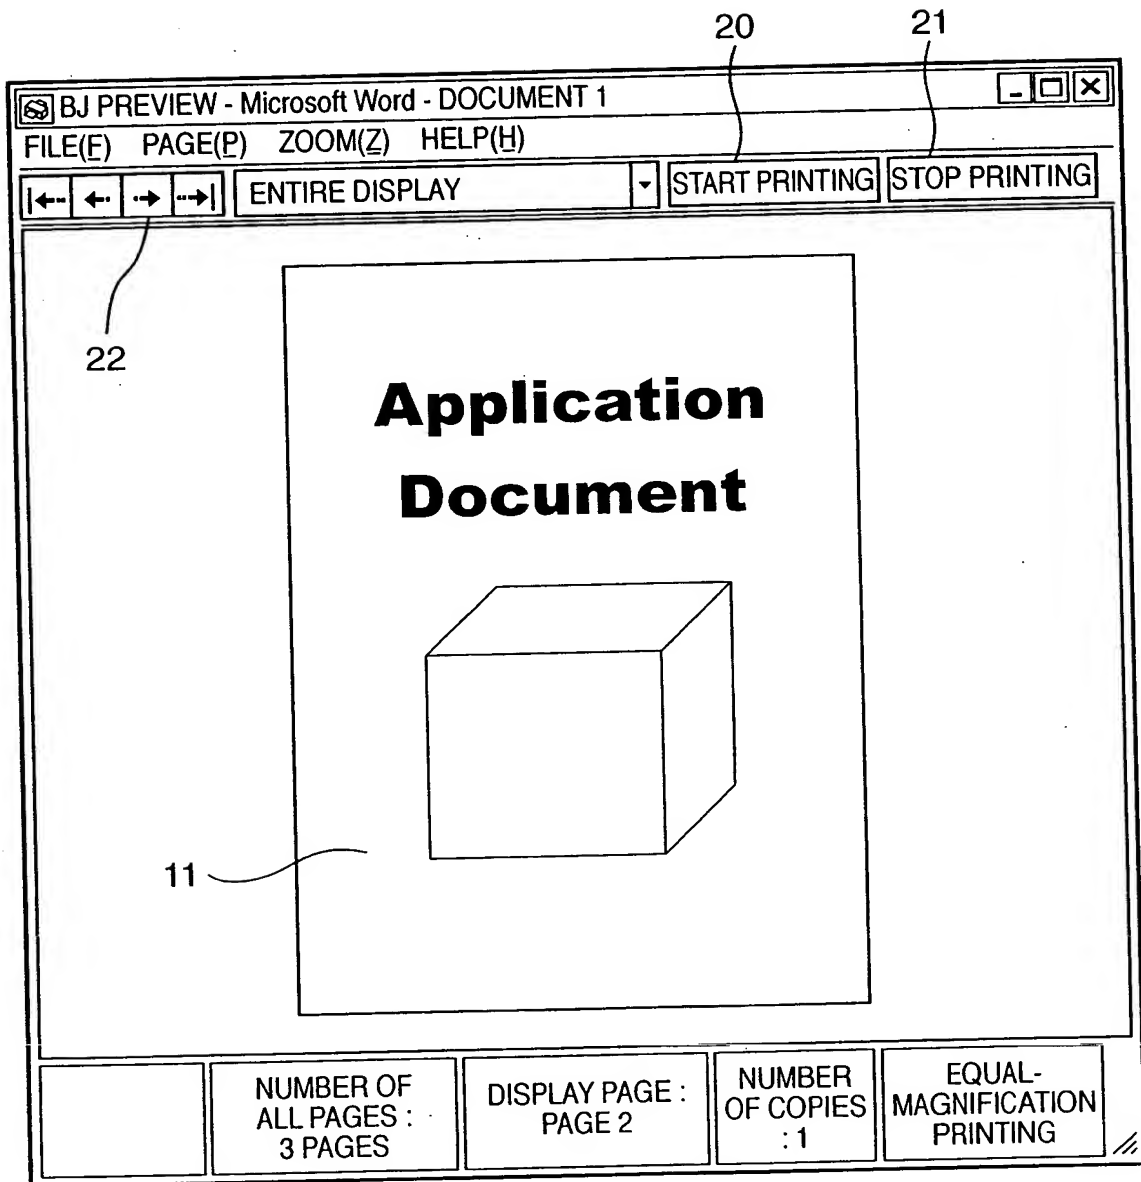 20
21
BJ PREVIEW - Microsoft Word - DOCUMENT 1
FILE(F) PAGE(P) ZOOM(Z) HELP(H)
ENTIRE DISPLAY START PRINTING STOP PRINTING
22
Application
Document
11
NUMBER OF
ALL PAGES :
3 PAGES
DISPLAY PAGE :
PAGE 2
NUMBER
OF COPIES
: 1
EQUAL-
MAGNIFICATION
PRINTING